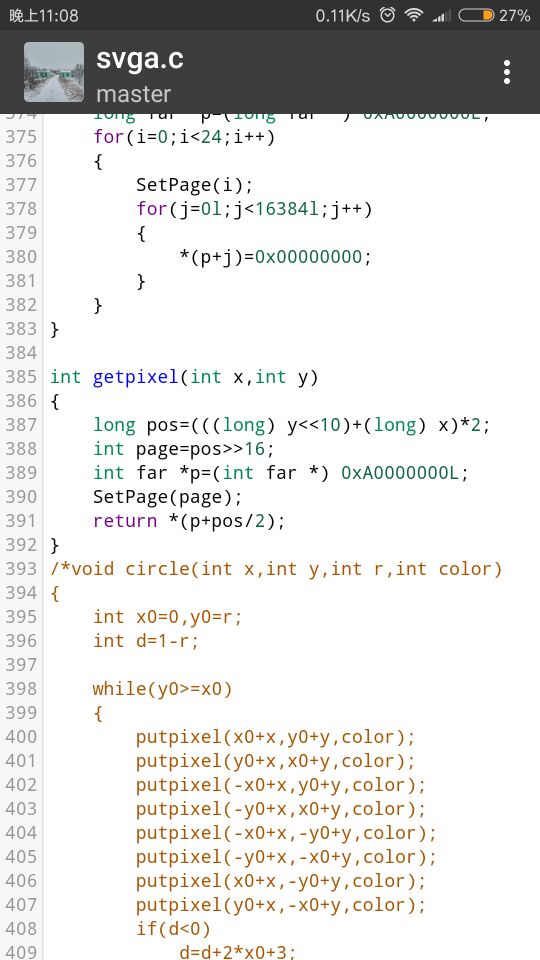 晚上11:08 0.11K/s 27%
svga.c
master
374 long far *p=(long far *) 0xA0000000L;
375 for(i=0;i<24;i++)
376 {
377 SetPage(i);
378 for(j=0l;j<16384l;j++)
379 {
380 *(p+j)=0x00000000;
381 }
382 }
383 }
384
385 int getpixel(int x,int y)
386 {
387 long pos=(((long) y<<10)+(long) x)*2;
388 int page=pos>>16;
389 int far *p=(int far *) 0xA0000000L;
390 SetPage(page);
391 return *(p+pos/2);
392 }
393 /*void circle(int x,int y,int r,int color)
394 {
395 int x0=0,y0=r;
396 int d=1-r;
397
398 while(y0>=x0)
399 {
400 putpixel(x0+x,y0+y,color);
401 putpixel(y0+x,x0+y,color);
402 putpixel(-x0+x,y0+y,color);
403 putpixel(-y0+x,x0+y,color);
404 putpixel(-x0+x,-y0+y,color);
405 putpixel(-y0+x,-x0+y,color);
406 putpixel(x0+x,-y0+y,color);
407 putpixel(y0+x,-x0+y,color);
408 if(d<0)
409 d=d+2*x0+3;